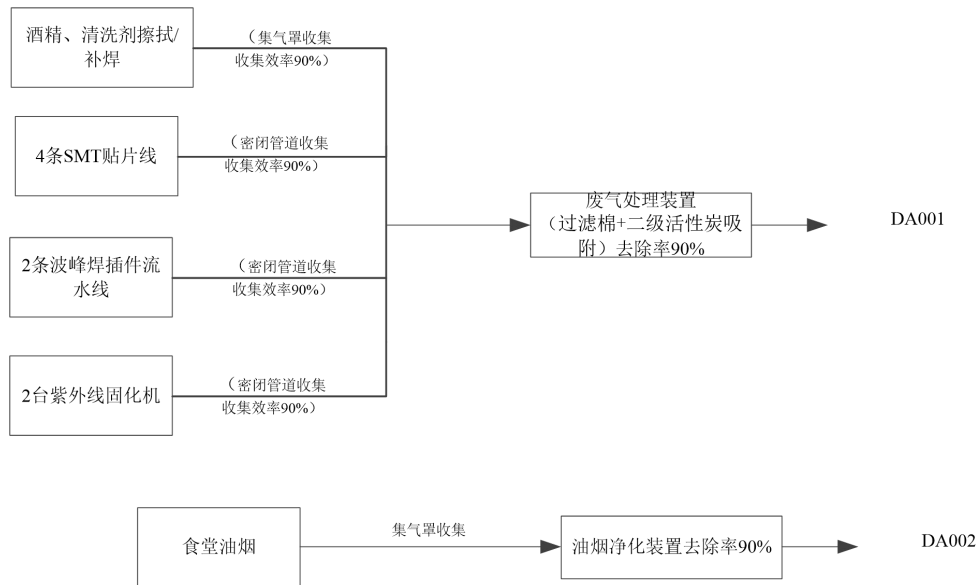 酒精、清洗剂擦拭/
补焊
（集气罩收集
收集效率90%）
4条SMT贴片线
（密闭管道收集
收集效率90%）
废气处理装置
（过滤棉+二级活性炭吸
附）去除率90%
DA001
2条波峰焊插件流
水线
（密闭管道收集
收集效率90%）
2台紫外线固化机
（密闭管道收集
收集效率90%）
食堂油烟
集气罩收集
油烟净化装置去除率90%
DA002